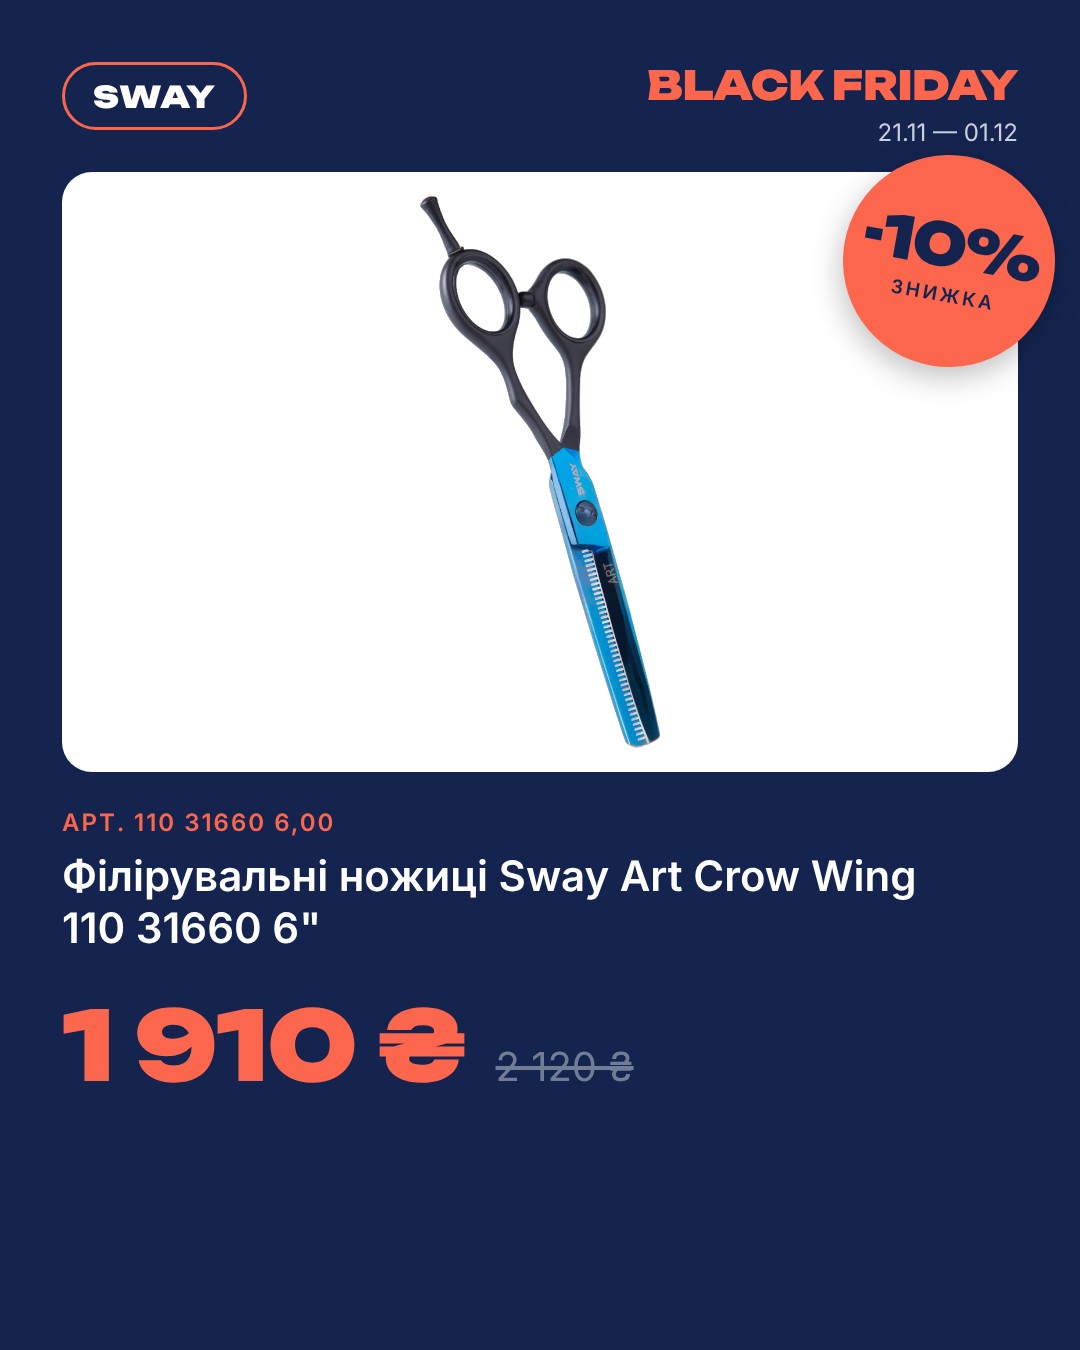 SWAY
BLACK FRIDAY
21.11 — 01.12
-10%
ЗНИЖКА
SWAY
ART
АРТ. 110 31660 6,00
Філірувальні ножиці Sway Art Crow Wing
110 31660 6"
1 910 ₴ 2 120 ₴